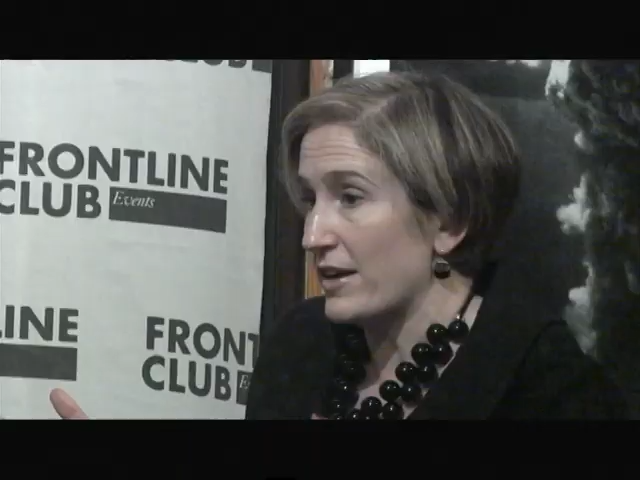 CLUB
FRONTLINE
CLUB Events
LINE
FRONT
CLUB E